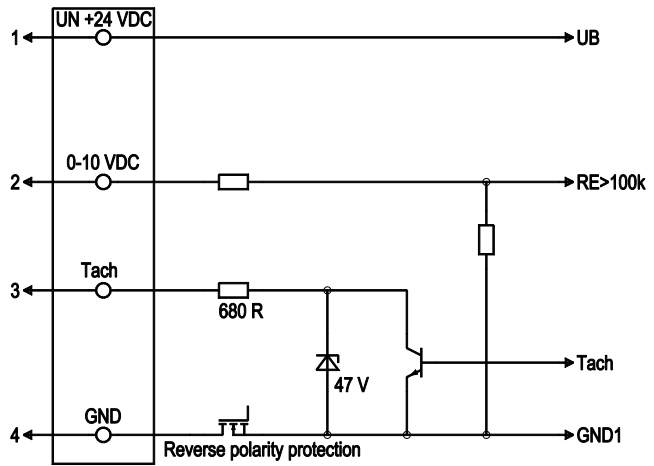 UN +24 VDC
1
UB
0-10 VDC
2
RE>100k
Tach
3
680 R
47 V
Tach
GND
4
GND1
Reverse polarity protection